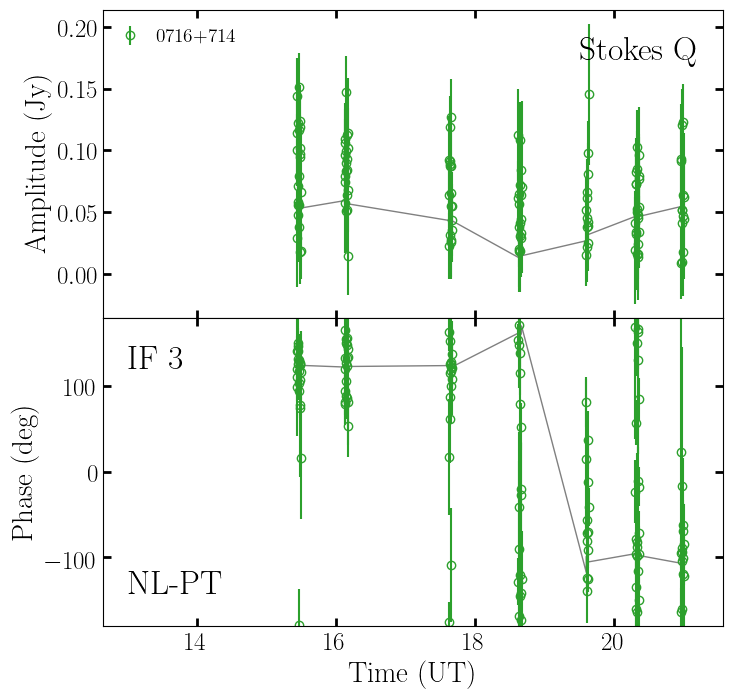 0716+714
Stokes Q
0.20
0.15
0.10
0.05
0.00
Amplitude (Jy)
IF 3
100
0
−100
Phase (deg)
NL-PT
14 16 18 20
Time (UT)